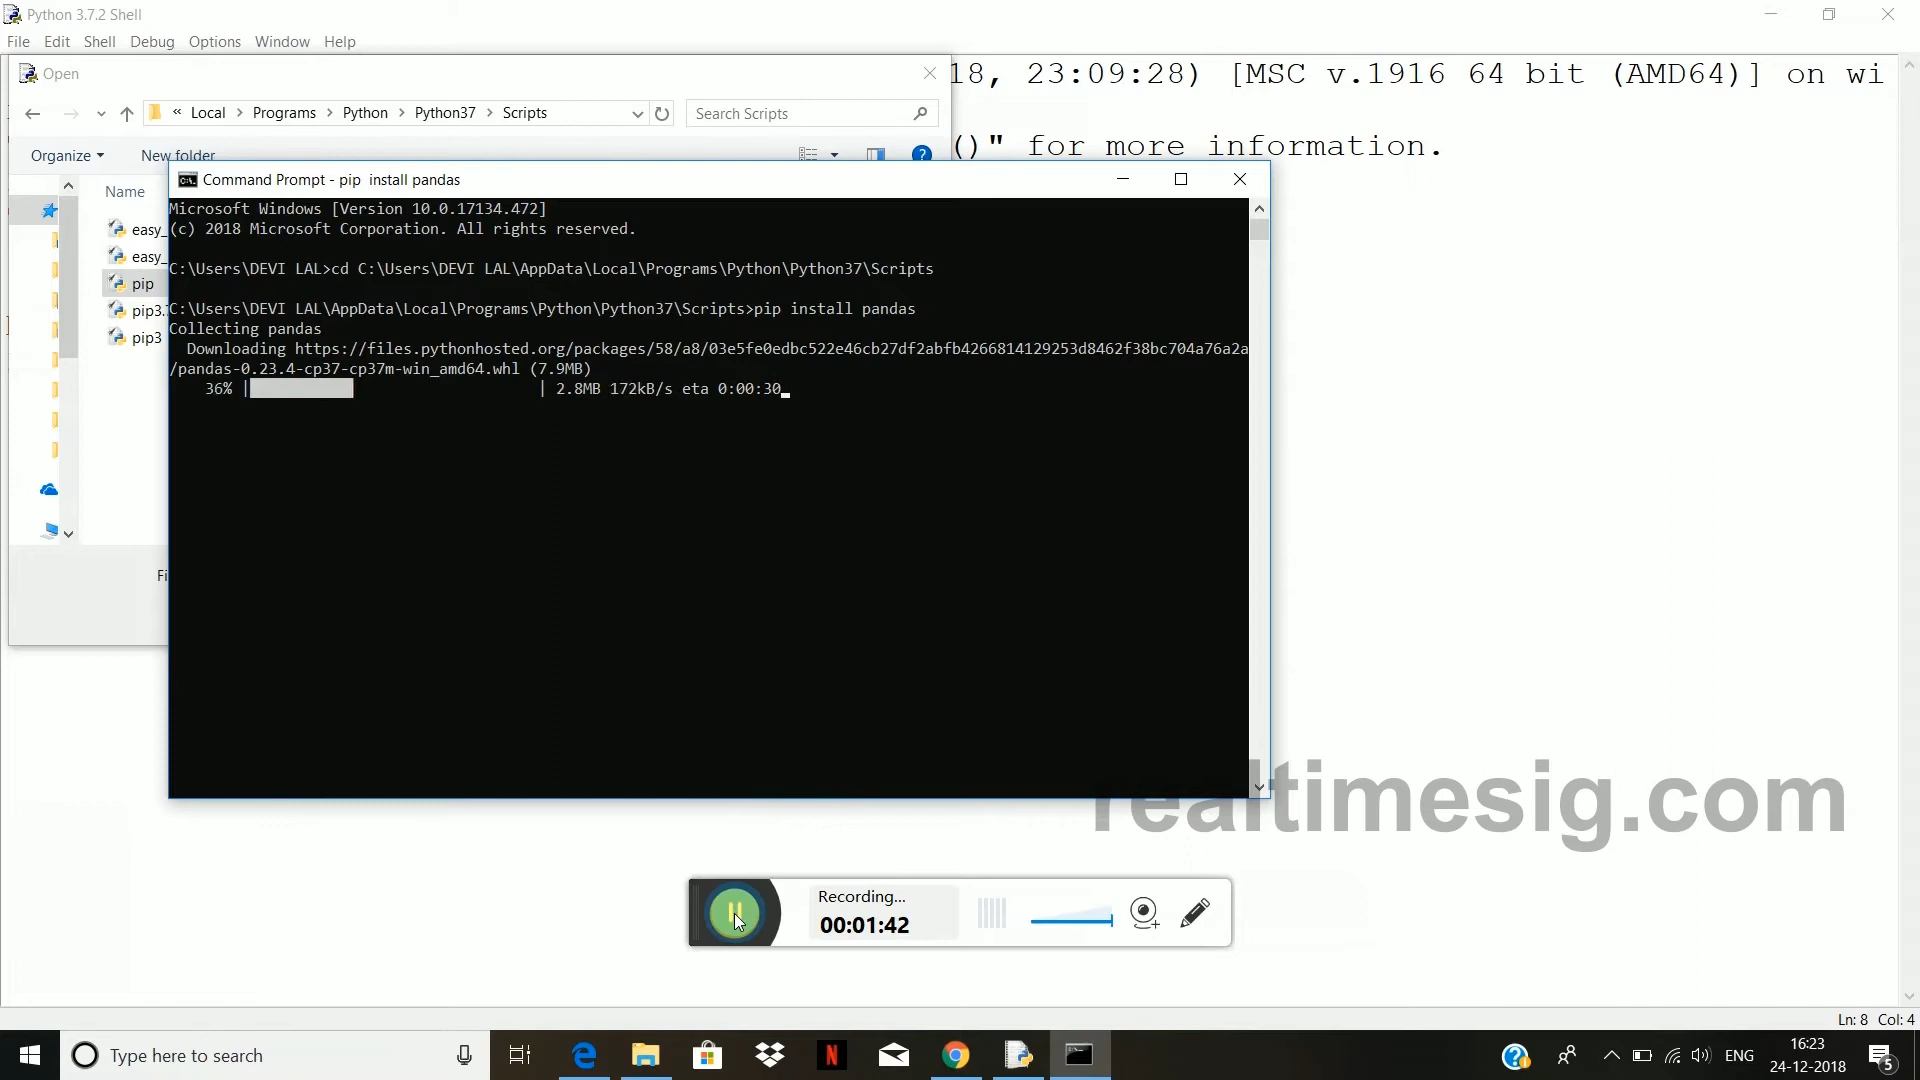 Python 3.7.2 Shell
File Edit Shell Debug Options Window Help
18, 23:09:28) [MSC v.1916 64 bit (AMD64)] on wi
()" for more information.
Open
« Local > Programs > Python > Python37 > Scripts
Search Scripts
Organize
New folder
Name
easy_
easy_
pip
pip3.
pip3
Fi
Command Prompt - pip  install pandas
Microsoft Windows [Version 10.0.17134.472]
(c) 2018 Microsoft Corporation. All rights reserved.
C:\Users\DEVI LAL>cd C:\Users\DEVI LAL\AppData\Local\Programs\Python\Python37\Scripts
C:\Users\DEVI LAL\AppData\Local\Programs\Python\Python37\Scripts>pip install pandas
Collecting pandas
Downloading https://files.pythonhosted.org/packages/58/a8/03e5fe0edbc522e46cb27df2abfb4266814129253d8462f38bc704a76a2a
/pandas-0.23.4-cp37-cp37m-win_amd64.whl (7.9MB)
36% |            | 2.8MB 172kB/s eta 0:00:30
realtimesig.com
Recording...
00:01:42
Ln: 8 Col: 4
Type here to search
ENG
16:23
24-12-2018
5